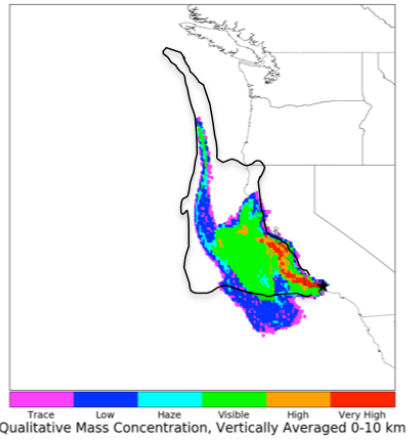 Trace Low Haze Visible High Very High
Qualitative Mass Concentration, Vertically Averaged 0-10 km